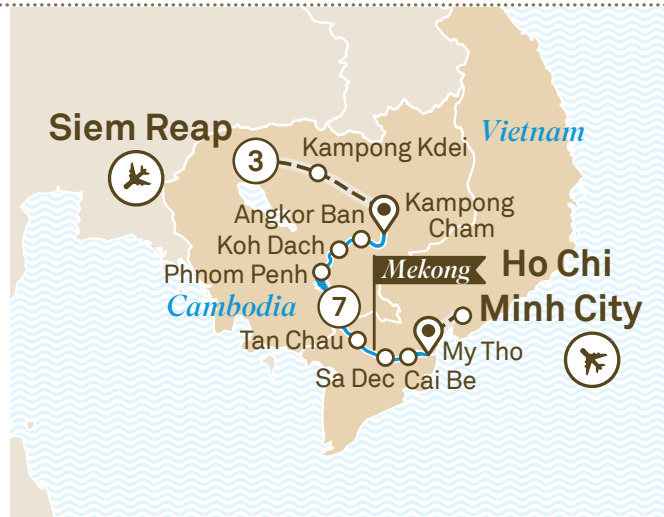 Siem Reap
3
Kampong Kdei
Vietnam
Angkor Ban
Kampong
Cham
Koh Dach
Phnom Penh
Mekong
Ho Chi
Minh City
Cambodia
7
Tan Chau
My Tho
Sa Dec
Cai Be